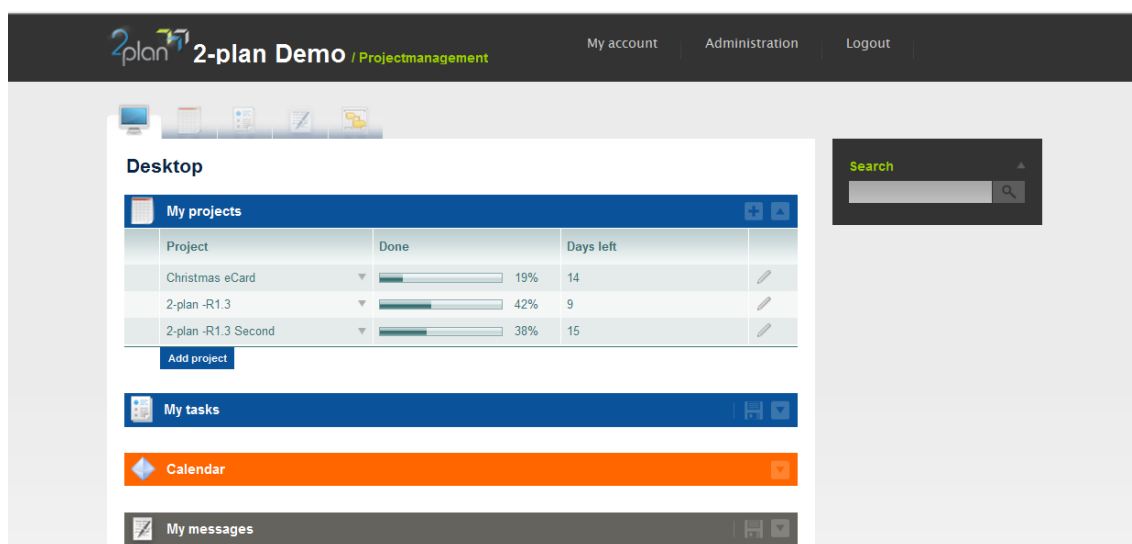 2plan 2-plan Demo / Projectmanagement
My account Administration Logout
Desktop
Search
My projects
Project Done Days left
Christmas eCard 19% 14
2-plan -R1.3 42% 9
2-plan -R1.3 Second 38% 15
Add project
My tasks
Calendar
My messages